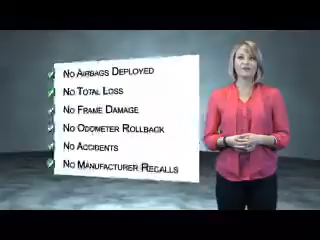 No Airbags Deployed
No Total Loss
No Frame Damage
No Odometer Rollback
No Accidents
No Manufacturer Recalls